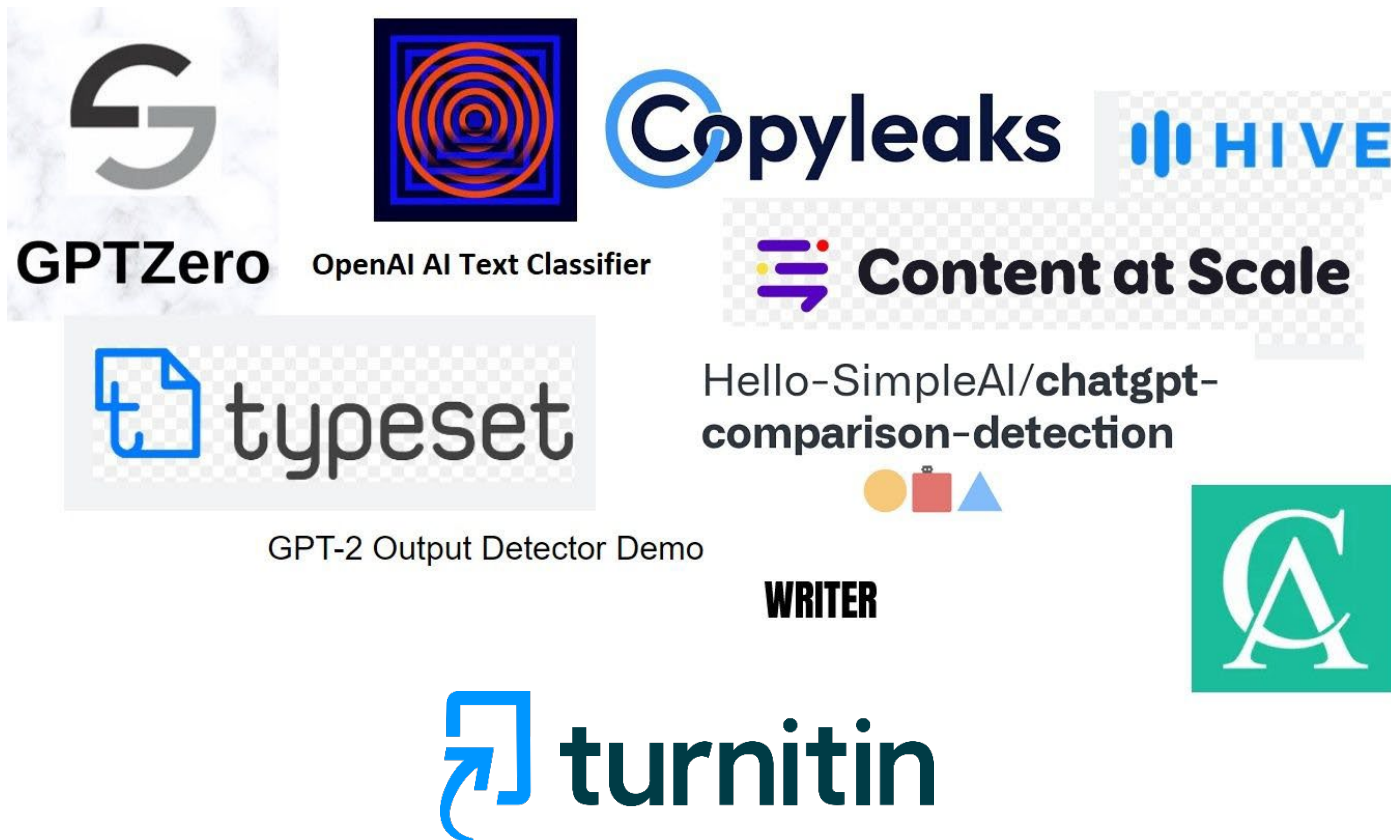 GPTZero
OpenAI AI Text Classifier
Copyleaks
HIVE
Content at Scale
typeset
Hello-SimpleAI/chatgpt-
comparison-detection
GPT-2 Output Detector Demo
WRITER
CA
turnitin